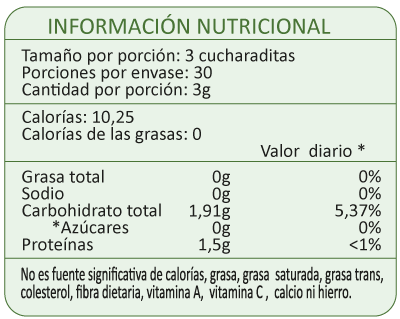 INFORMACIÓN NUTRICIONAL
Tamaño por porción: 3 cucharaditas
Porciones por envase: 30
Cantidad por porción: 3g
Calorías: 10,25
Calorías de las grasas: 0
Valor diario *
Grasa total 0g 0%
Sodio 0g 0%
Carbohidrato total 1,91g 5,37%
*Azúcares 0g 0%
Proteínas 1,5g <1%
No es fuente significativa de calorías, grasa, grasa saturada, grasa trans,
colesterol, fibra dietaria, vitamina A, vitamina C , calcio ni hierro.